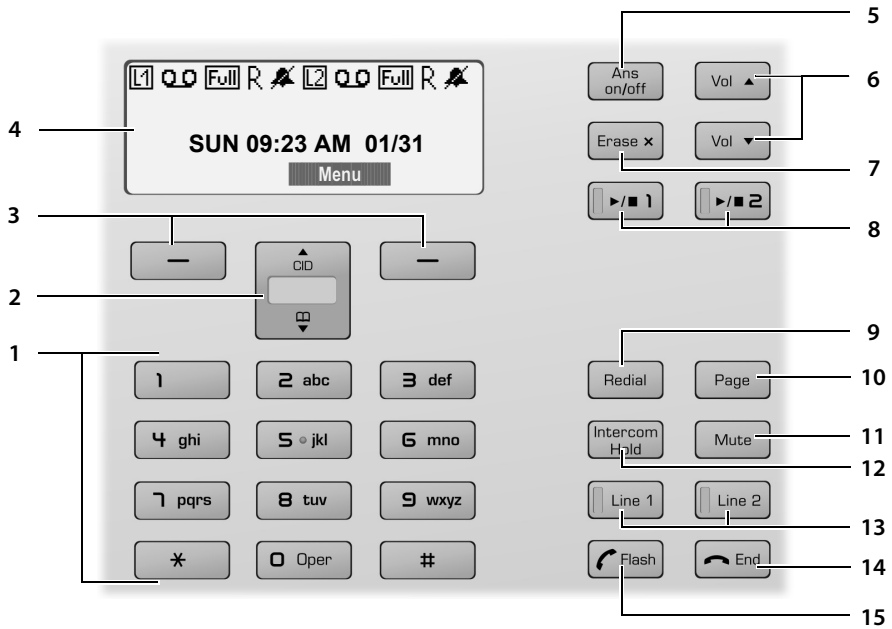 5
L1 Full R L2 Full R
Ans on/off
Vol ▲
6
4
SUN 09:23 AM 01/31
Erase ×
Vol ▼
Menu
7
3
►/■ 1
►/■ 2
8
CID
2
9
1
Redial
Page
10
1
2 abc
3 def
11
4 ghi
5 jkl
6 mno
Intercom
Hold
Mute
12
7 pqrs
8 tuv
9 wxyz
Line 1
Line 2
13
*
0 Oper
#
Flash
End
14
15